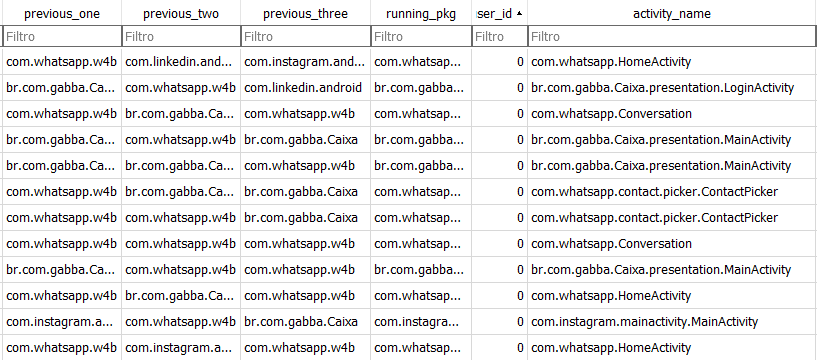 previous_one previous_two previous_three running_pkg ser_id activity_name
Filtro Filtro Filtro Filtro Filtro Filtro
com.whatsapp.w4b com.linkedin.and... com.instagram.and... com.whatsap... 0 com.whatsapp.HomeActivity
br.com.gabba.Ca... com.whatsapp.w4b com.linkedin.android br.com.gabba... 0 br.com.gabba.Caixa.presentation.LoginActivity
com.whatsapp.w4b br.com.gabba.Ca... com.whatsapp.w4b com.whatsap... 0 com.whatsapp.Conversation
br.com.gabba.Ca... com.whatsapp.w4b br.com.gabba.Caixa br.com.gabba... 0 br.com.gabba.Caixa.presentation.MainActivity
br.com.gabba.Ca... br.com.gabba.Ca... com.whatsapp.w4b br.com.gabba... 0 br.com.gabba.Caixa.presentation.MainActivity
com.whatsapp.w4b br.com.gabba.Ca... br.com.gabba.Caixa com.whatsap... 0 com.whatsapp.contact.picker.ContactPicker
com.whatsapp.w4b com.whatsapp.w4b br.com.gabba.Caixa com.whatsap... 0 com.whatsapp.contact.picker.ContactPicker
com.whatsapp.w4b com.whatsapp.w4b com.whatsapp.w4b com.whatsap... 0 com.whatsapp.Conversation
br.com.gabba.Ca... com.whatsapp.w4b com.whatsapp.w4b br.com.gabba... 0 br.com.gabba.Caixa.presentation.MainActivity
com.whatsapp.w4b br.com.gabba.Ca... com.whatsapp.w4b com.whatsap... 0 com.whatsapp.HomeActivity
com.instagram.a... com.whatsapp.w4b br.com.gabba.Caixa com.instagra... 0 com.instagram.mainactivity.MainActivity
com.whatsapp.w4b com.instagram.a... com.whatsapp.w4b com.whatsap... 0 com.whatsapp.HomeActivity